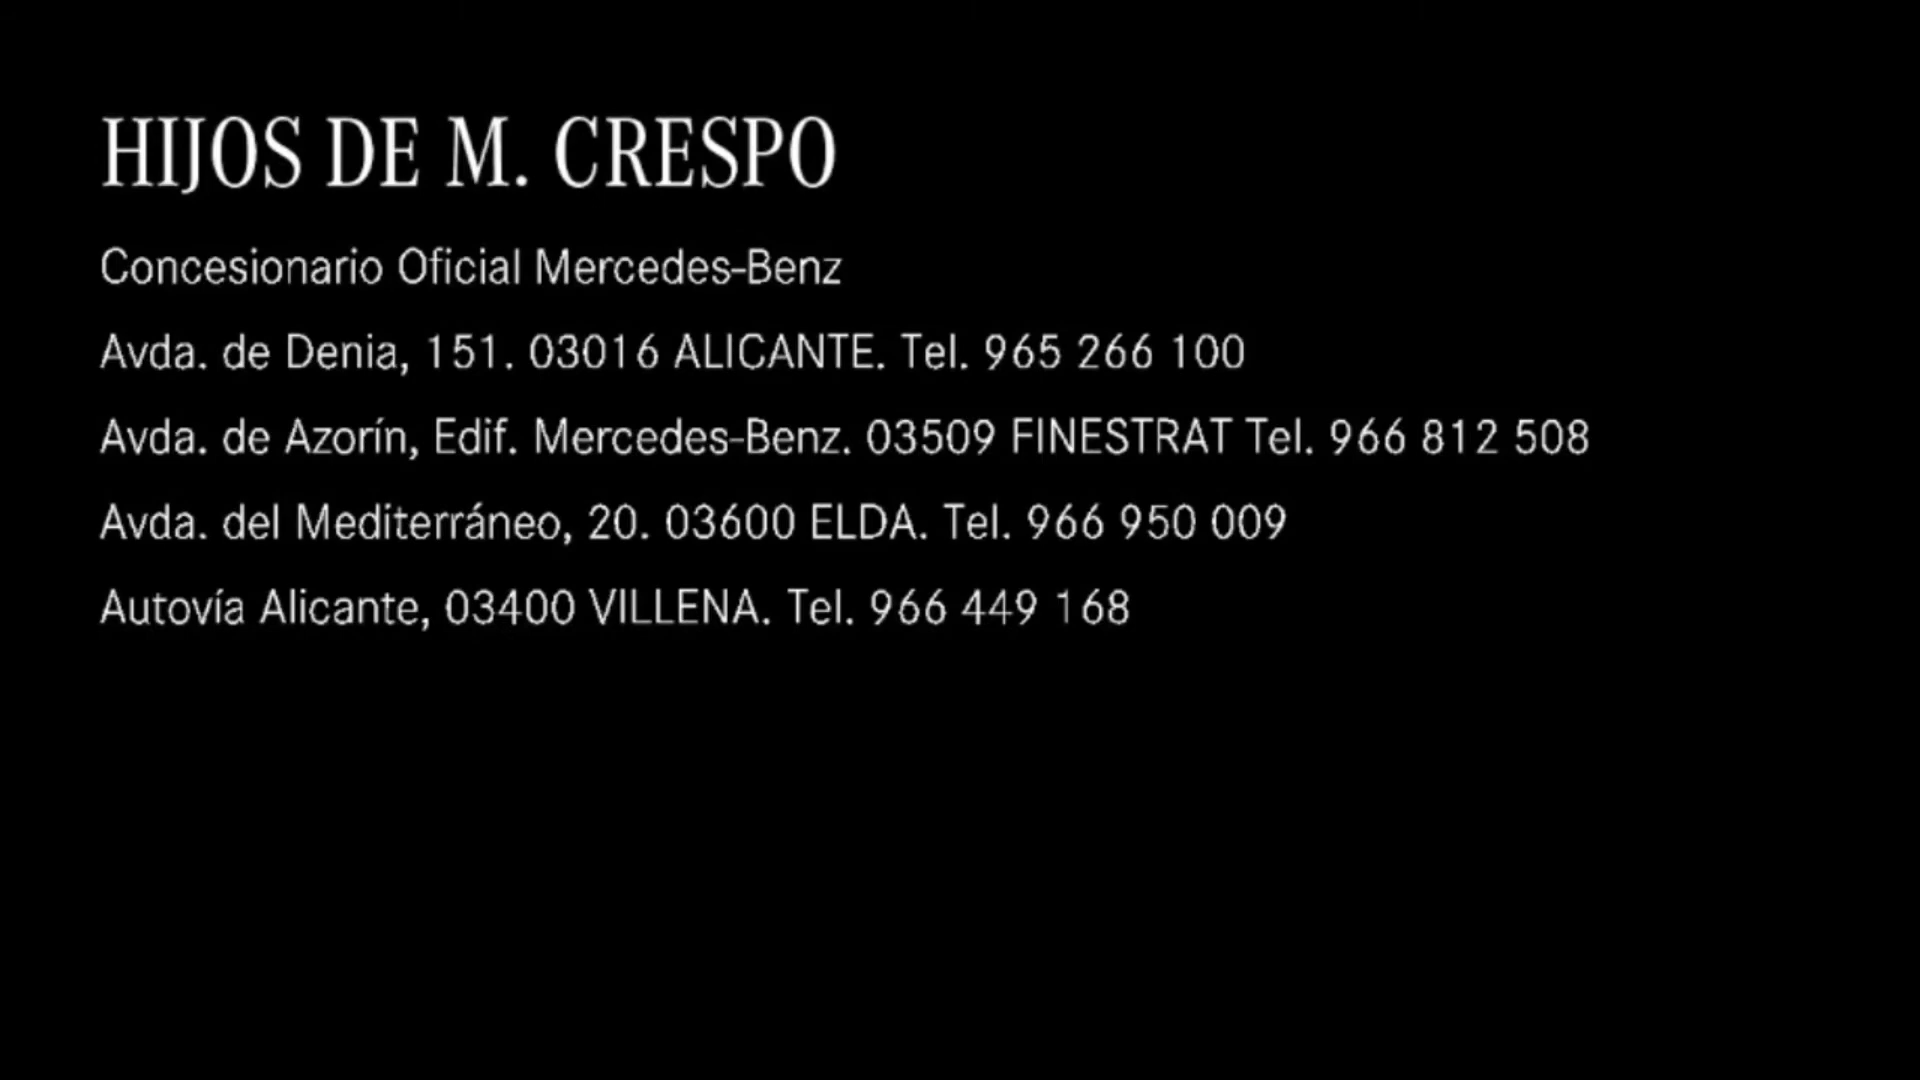 HIJOS DE M. CRESPO
Concesionario Oficial Mercedes-Benz
Avda. de Denia, 151. 03016 ALICANTE. Tel. 965 266 100
Avda. de Azorín, Edif. Mercedes-Benz. 03509 FINESTRAT Tel. 966 812 508
Avda. del Mediterráneo, 20. 03600 ELDA. Tel. 966 950 009
Autovía Alicante, 03400 VILLENA. Tel. 966 449 168